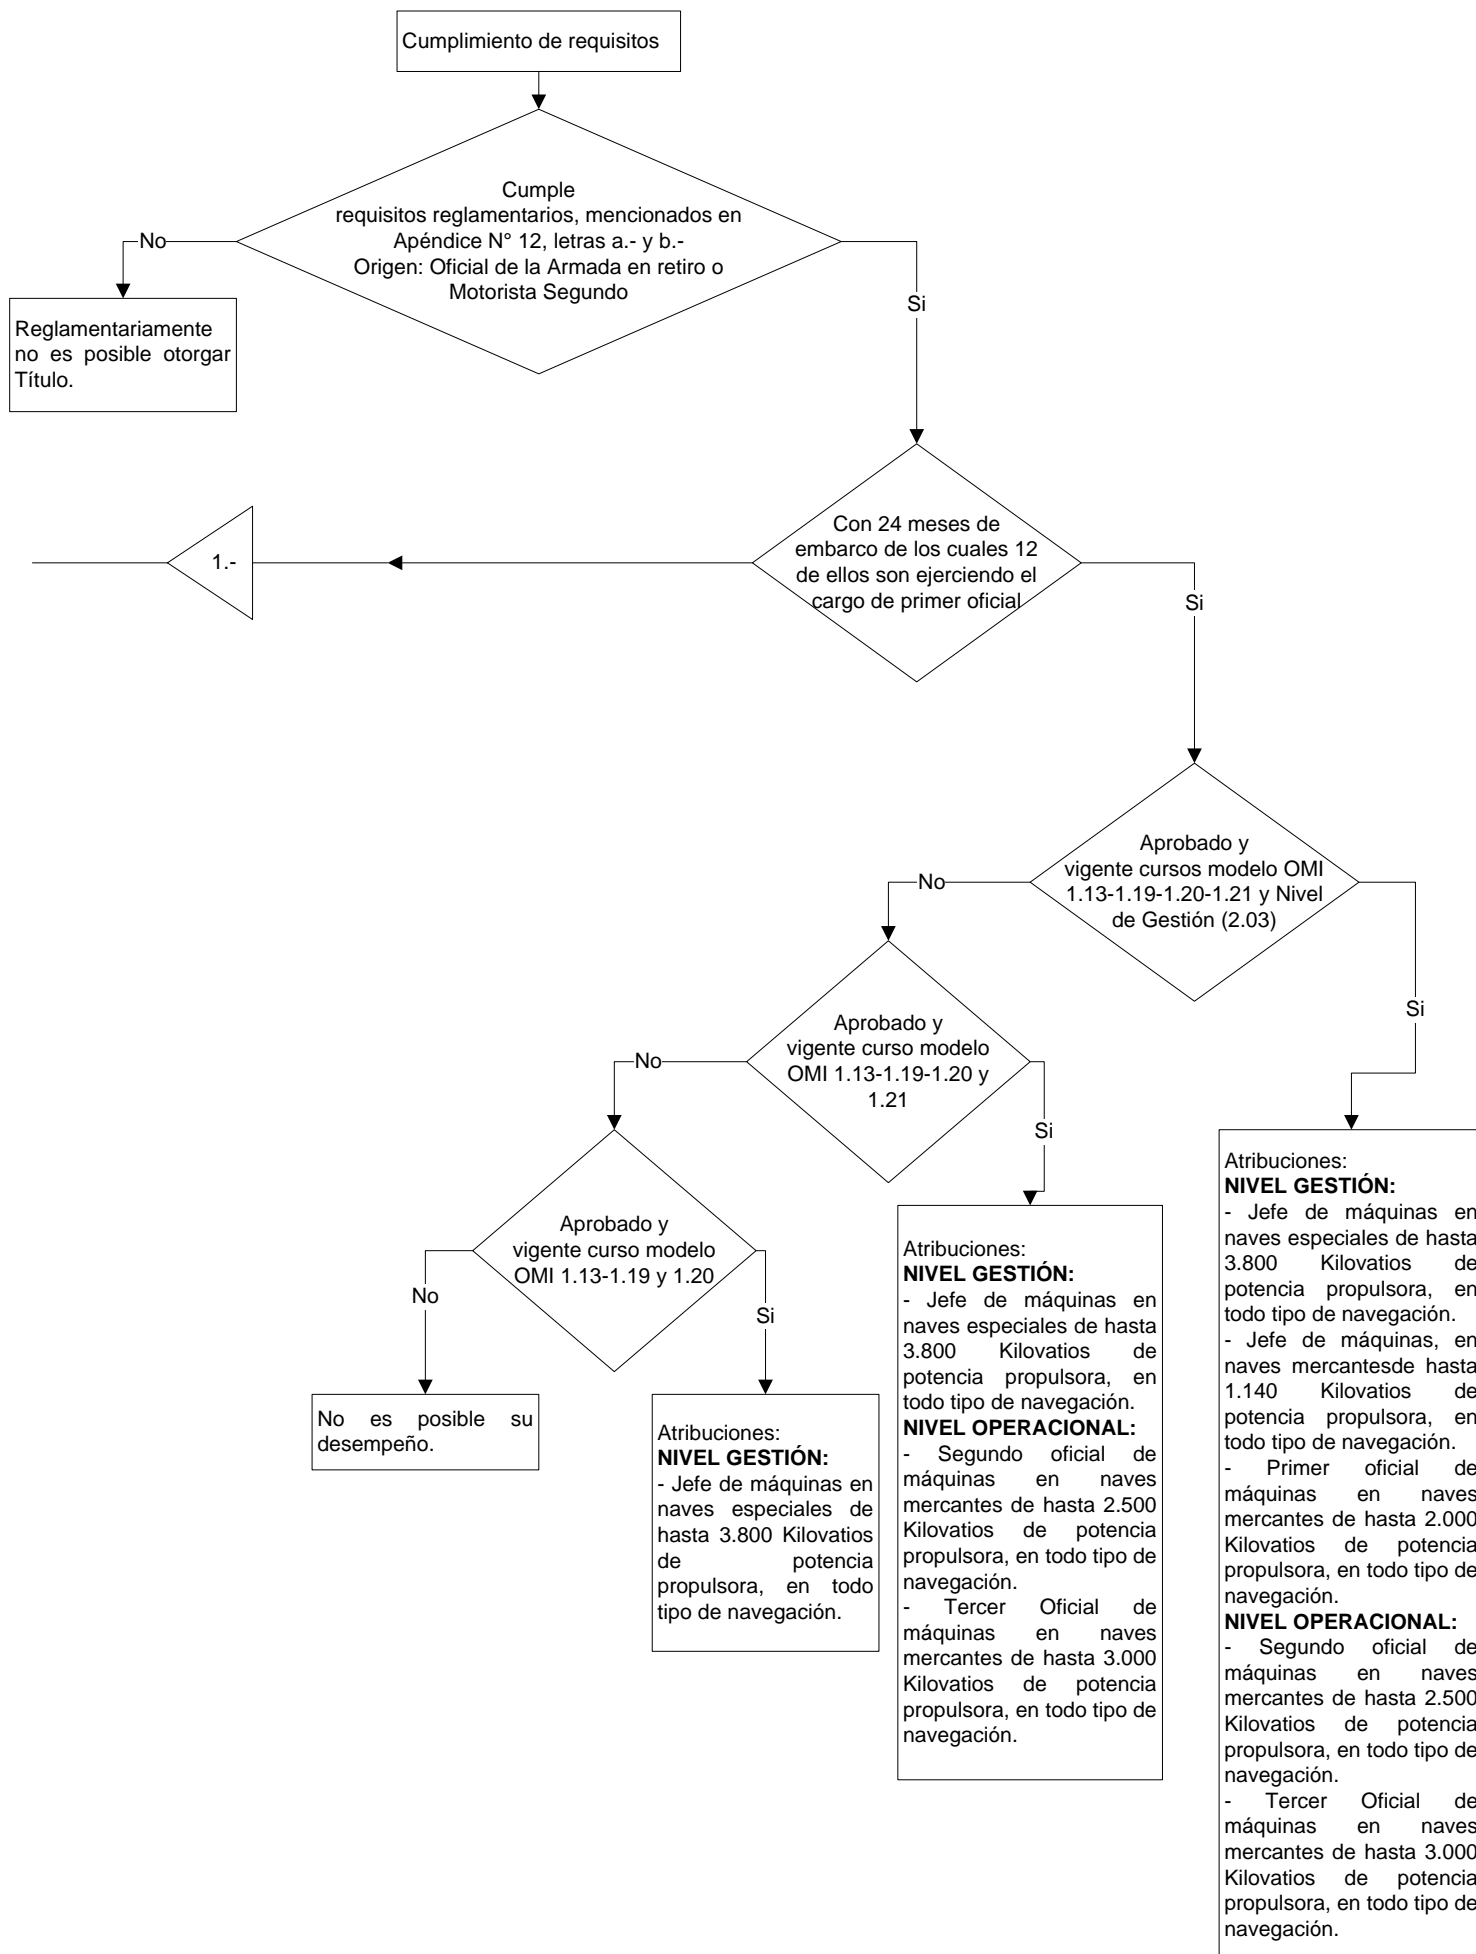 Cumplimiento de requisitos
Cumple
requisitos reglamentarios, mencionados en
Apéndice N° 12, letras a.- y b.-
Origen: Oficial de la Armada en retiro o
Motorista Segundo
No
Si
Reglamentariamente
no es posible otorgar
Título.
Con 24 meses de
embarco de los cuales 12
de ellos son ejerciendo el
cargo de primer oficial
1.-
Si
Aprobado y
vigente cursos modelo OMI
1.13-1.19-1.20-1.21 y Nivel
de Gestión (2.03)
No
Si
Aprobado y
vigente curso modelo
OMI 1.13-1.19-1.20 y
1.21
No
Si
Aprobado y
vigente curso modelo
OMI 1.13-1.19 y 1.20
No
Si
No es posible su
desempeño.
Atribuciones:
NIVEL GESTIÓN:
- Jefe de máquinas en
naves especiales de
hasta 3.800 Kilovatios
de potencia
propulsora, en todo
tipo de navegación.
Atribuciones:
NIVEL GESTIÓN:
- Jefe de máquinas en
naves especiales de hasta
3.800 Kilovatios de
potencia propulsora, en
todo tipo de navegación.
NIVEL OPERACIONAL:
- Segundo oficial de
máquinas en naves
mercantes de hasta 2.500
Kilovatios de potencia
propulsora, en todo tipo de
navegación.
- Tercer Oficial de
máquinas en naves
mercantes de hasta 3.000
Kilovatios de potencia
propulsora, en todo tipo de
navegación.
Atribuciones:
NIVEL GESTIÓN:
- Jefe de máquinas en
naves especiales de hasta
3.800 Kilovatios de
potencia propulsora, en
todo tipo de navegación.
- Jefe de máquinas, en
naves mercantesde hasta
1.140 Kilovatios de
potencia propulsora, en
todo tipo de navegación.
- Primer oficial de
máquinas en naves
mercantes de hasta 2.000
Kilovatios de potencia
propulsora, en todo tipo de
navegación.
NIVEL OPERACIONAL:
- Segundo oficial de
máquinas en naves
mercantes de hasta 2.500
Kilovatios de potencia
propulsora, en todo tipo de
navegación.
- Tercer Oficial de
máquinas en naves
mercantes de hasta 3.000
Kilovatios de potencia
propulsora, en todo tipo de
navegación.